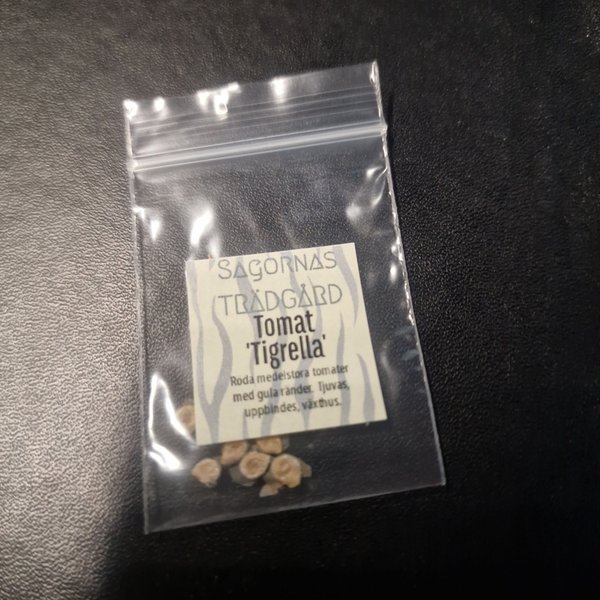 SAGORNAS
TRÄDGÅRD
Tomat
'Tigrella'
Röda medelstora tomater
med gula ränder. Tjuvas,
uppbindes, växthus.